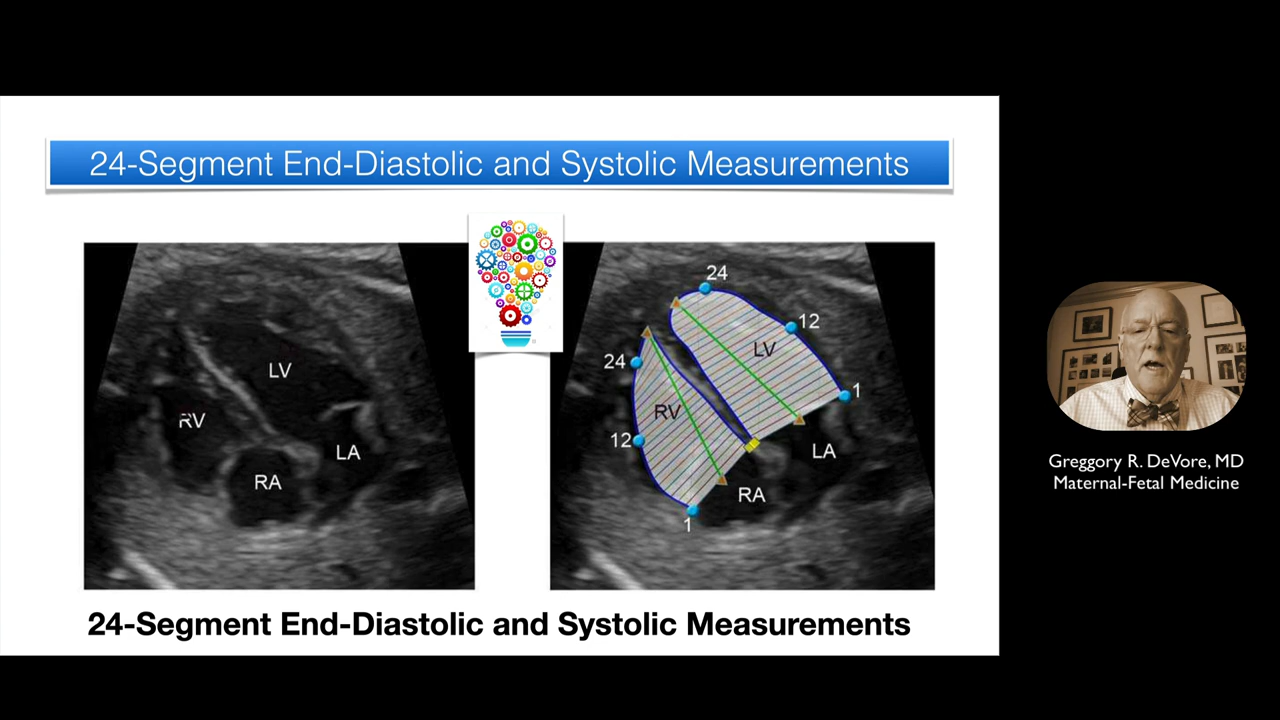 24-Segment End-Diastolic and Systolic Measurements
LV
RV
LA
RA
24
12
LV
1
24
RV
12
LA
RA
1
24-Segment End-Diastolic and Systolic Measurements
Greggory R. DeVore, MD
Maternal-Fetal Medicine